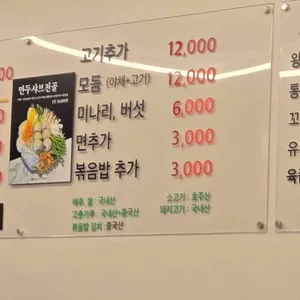 만두샤브전골
고기추가 12,000
모듬 (야채+고기) 12,000
미나리, 버섯 6,000
면추가 3,000
볶음밥 추가 3,000
배추, 쌀 : 국내산
고춧가루 : 국내산+중국산
볶음밥 김치 : 중국산
소고기 : 호주산
돼지고기 : 국내산